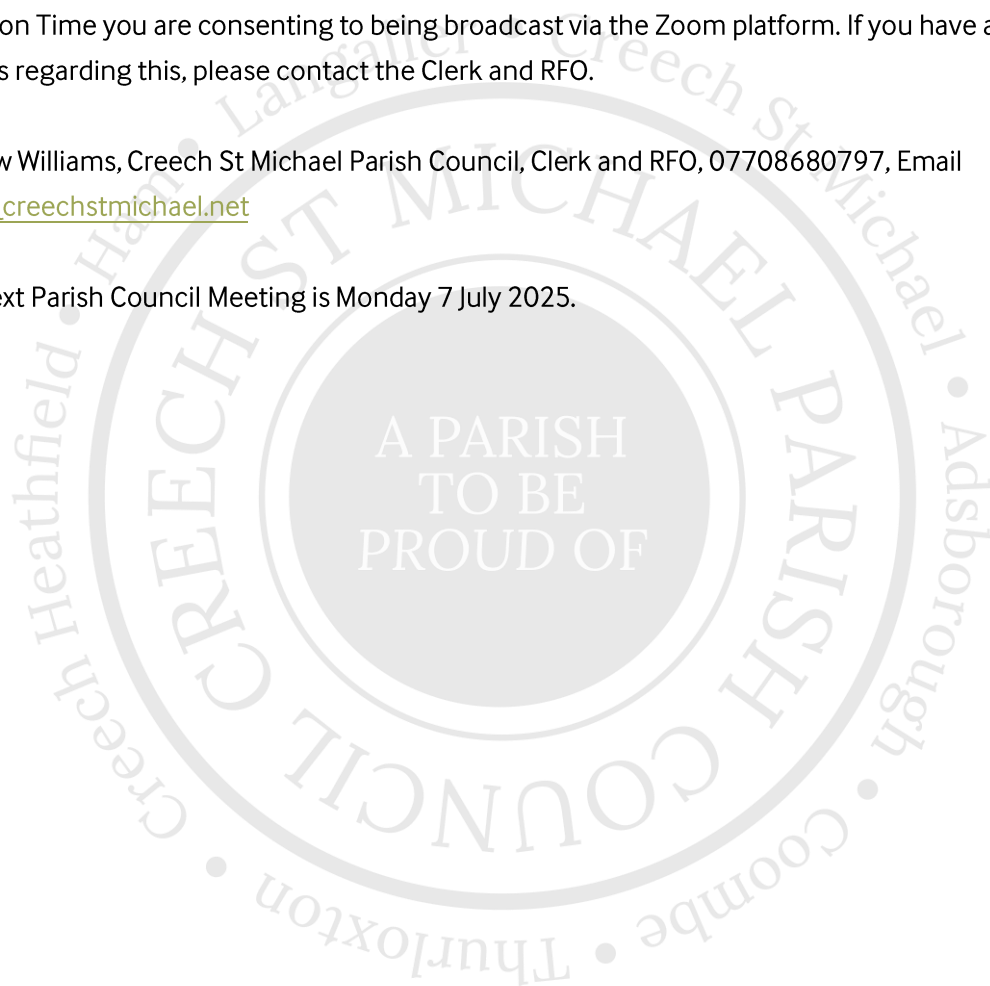 on Time you are consenting to being broadcast via the Zoom platform. If you have
s regarding this, please contact the Clerk and RFO.
w Williams, Creech St Michael Parish Council, Clerk and RFO, 07708680797, Email
creechstmichael.net
ext Parish Council Meeting is Monday 7 July 2025.
CREECH ST MICHAEL PARISH COUNCIL
A PARISH
TO BE
PROUD OF
Creech Heathfield • Ham • Langaller • Creech St Michael • Adsborough • Coombe • Thurloxton •